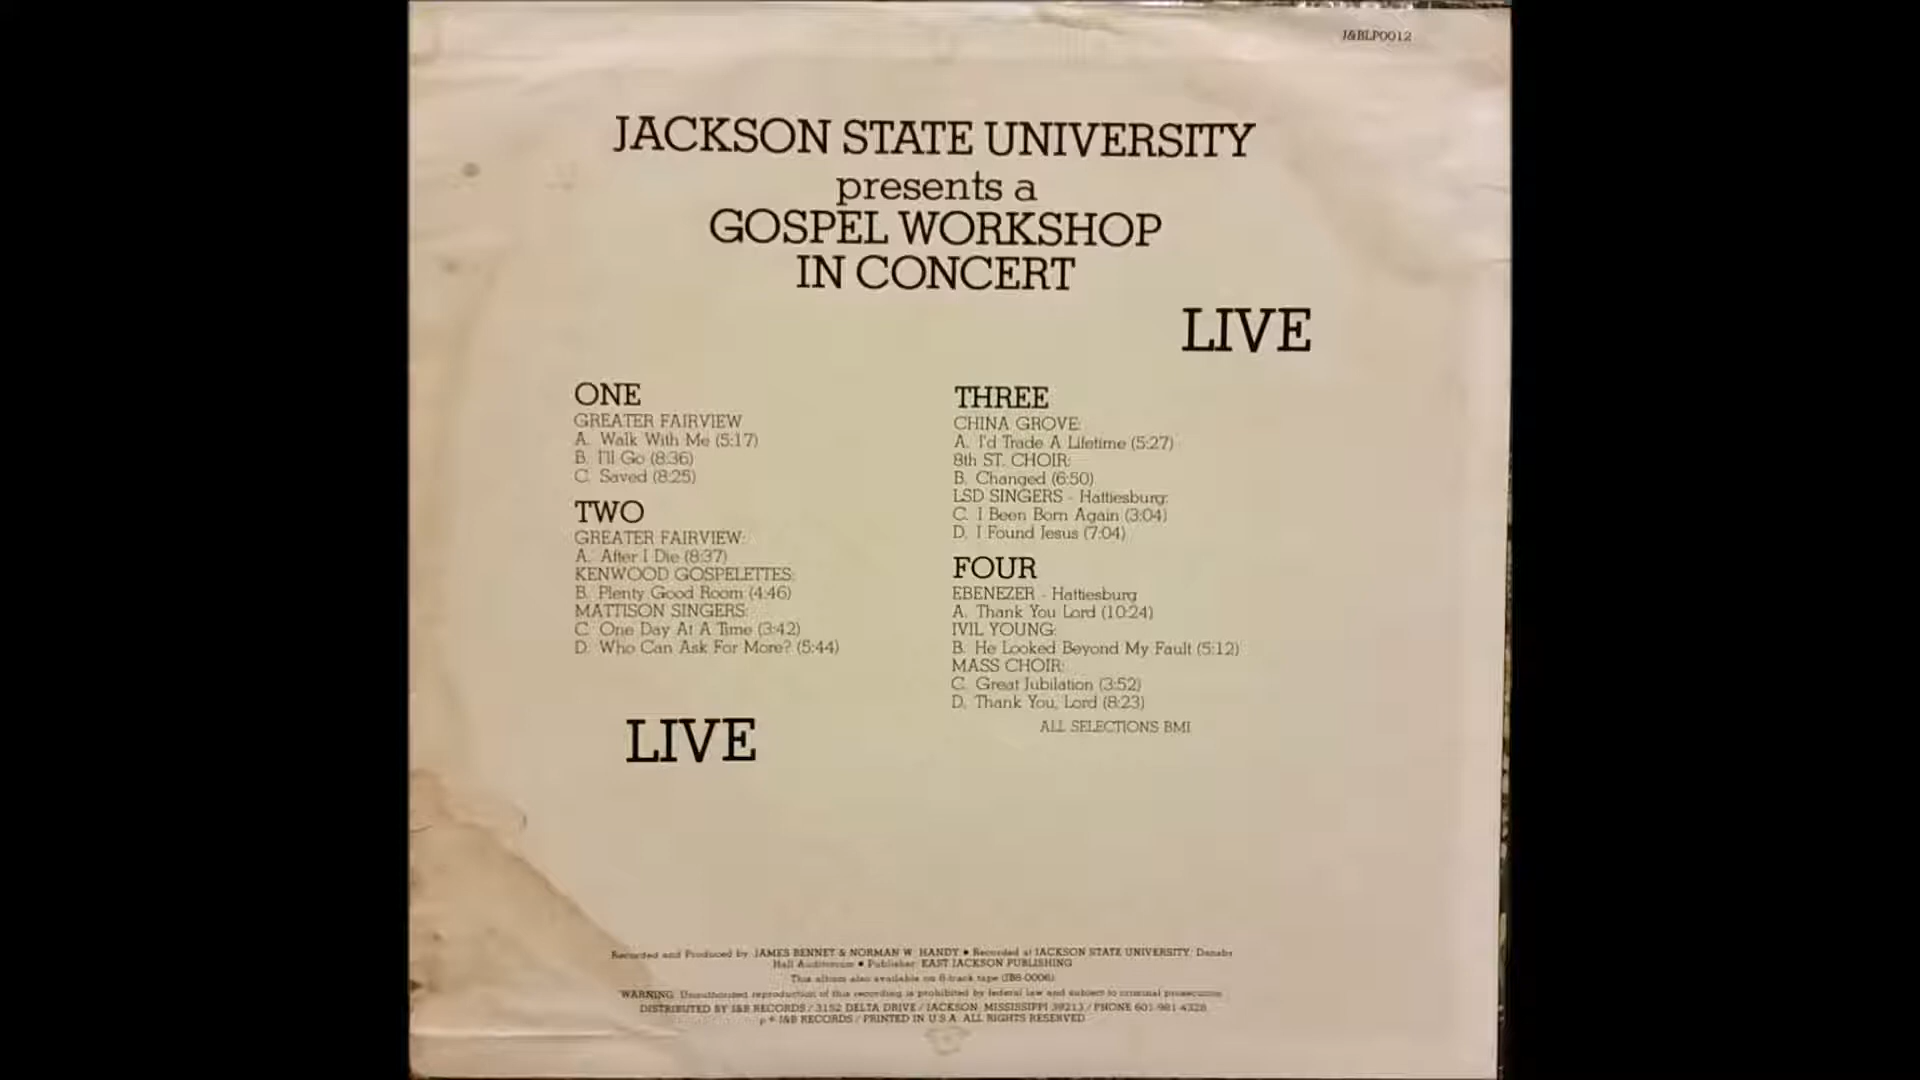 J&BLP0012
JACKSON STATE UNIVERSITY
presents a
GOSPEL WORKSHOP
IN CONCERT
LIVE
ONE
GREATER FAIRVIEW
A. Walk With Me (5:17)
B. I'll Go (8:36)
C. Saved (8:25)
TWO
GREATER FAIRVIEW:
A. After I Die (8:37)
KENWOOD GOSPELETTES:
B. Plenty Good Room (4:46)
MATTISON SINGERS:
C. One Day At A Time (3:42)
D. Who Can Ask For More? (5:44)
LIVE
THREE
CHINA GROVE:
A. I'd Trade A Lifetime (5:27)
8th ST. CHOIR:
B. Changed (6:50)
LSD SINGERS - Hattiesburg:
C. I Been Born Again (3:04)
D. I Found Jesus (7:04)
FOUR
EBENEZER - Hattiesburg
A. Thank You Lord (10:24)
IVIL YOUNG:
B. He Looked Beyond My Fault (5:12)
MASS CHOIR:
C. Great Jubilation (3:52)
D. Thank You, Lord (8:23)
ALL SELECTIONS BMI
Recorded and Produced by: JAMES BENNET & NORMAN W. HANDY • Recorded at JACKSON STATE UNIVERSITY, Dansby
Hall Auditorium • Publisher: EAST JACKSON PUBLISHING
This album also available on 8-track tape (JB8-0006)
WARNING: Unauthorized reproduction of this recording is prohibited by federal law and subject to criminal prosecution
DISTRIBUTED BY J&B RECORDS / 3152 DELTA DRIVE / JACKSON, MISSISSIPPI 39213 / PHONE 601-981-4328
J&B RECORDS / PRINTED IN U.S.A. ALL RIGHTS RESERVED